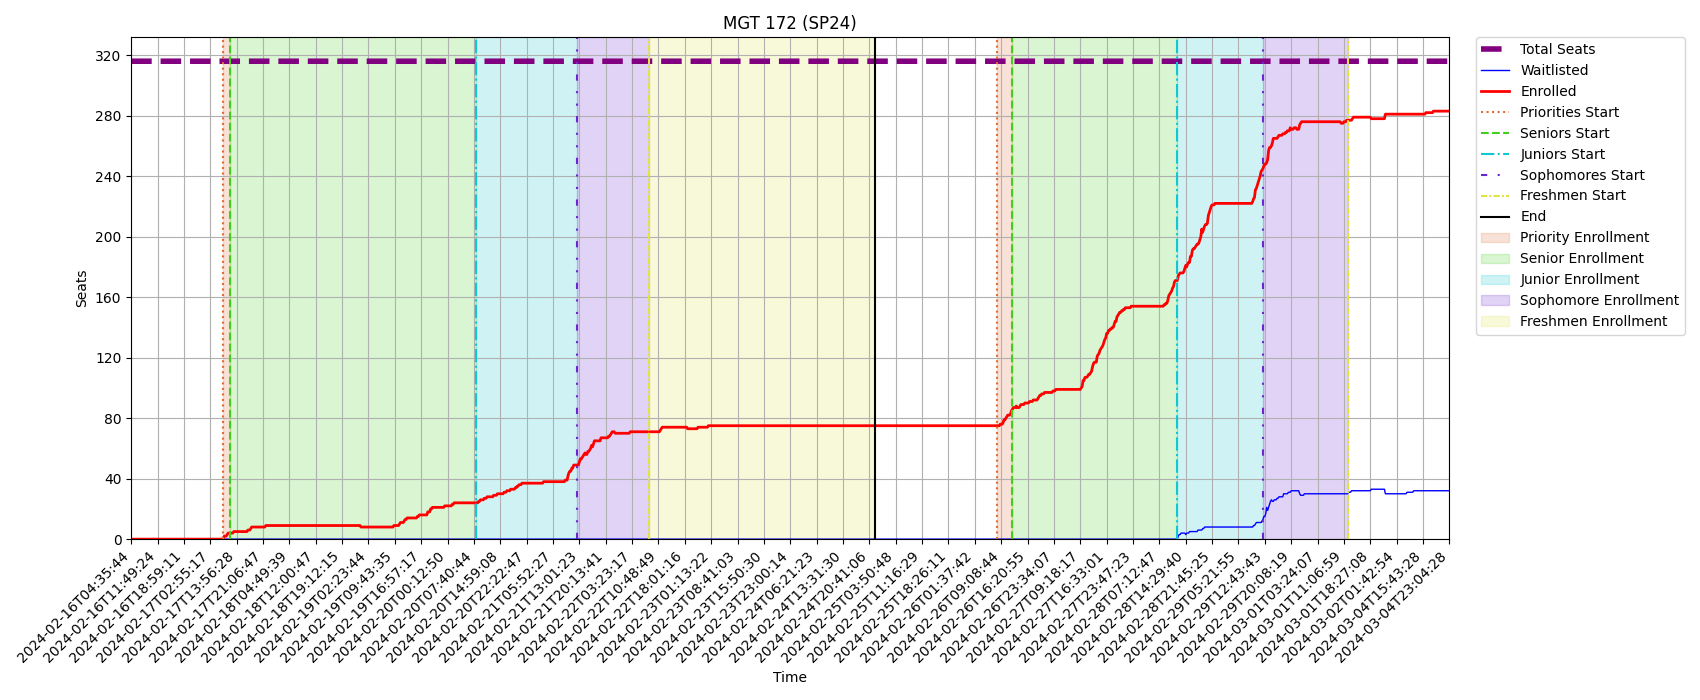 MGT 172 (SP24)
Seats
320
280
240
200
160
120
80
40
0
2024-02-16T04:35:44
2024-02-16T11:49:24
2024-02-16T18:59:11
2024-02-17T02:55:17
2024-02-17T13:56:28
2024-02-17T21:06:47
2024-02-18T04:49:39
2024-02-18T12:00:47
2024-02-18T19:12:15
2024-02-19T02:23:44
2024-02-19T09:43:35
2024-02-19T16:57:17
2024-02-20T00:12:50
2024-02-20T07:40:44
2024-02-20T14:59:08
2024-02-20T22:22:47
2024-02-21T05:52:27
2024-02-21T13:01:23
2024-02-21T20:13:41
2024-02-22T03:23:17
2024-02-22T10:48:49
2024-02-22T18:01:16
2024-02-23T01:13:22
2024-02-23T08:41:03
2024-02-23T15:50:30
2024-02-23T23:00:14
2024-02-24T06:21:23
2024-02-24T13:31:30
2024-02-24T20:41:06
2024-02-25T03:50:48
2024-02-25T11:16:29
2024-02-25T18:26:11
2024-02-26T01:37:42
2024-02-26T09:08:44
2024-02-26T16:20:55
2024-02-26T23:34:07
2024-02-27T09:18:17
2024-02-27T16:33:01
2024-02-27T23:47:23
2024-02-28T07:12:47
2024-02-28T14:29:40
2024-02-28T21:45:25
2024-02-29T05:21:55
2024-02-29T12:43:43
2024-02-29T20:08:19
2024-03-01T03:24:07
2024-03-01T11:06:59
2024-03-01T18:27:08
2024-03-02T01:42:54
2024-03-04T15:43:28
2024-03-04T23:04:28
Time
Total Seats
Waitlisted
Enrolled
Priorities Start
Seniors Start
Juniors Start
Sophomores Start
Freshmen Start
End
Priority Enrollment
Senior Enrollment
Junior Enrollment
Sophomore Enrollment
Freshmen Enrollment